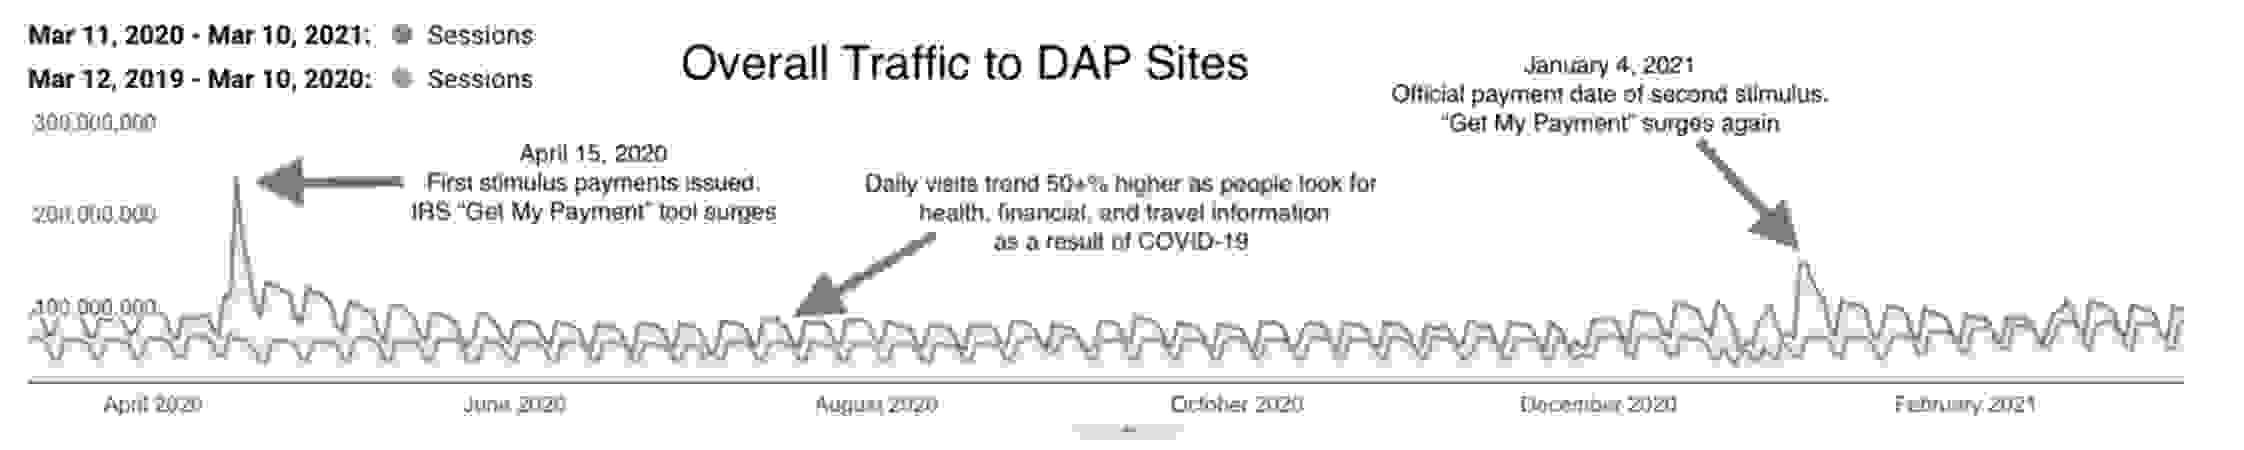 Mar 11, 2020 - Mar 10, 2021: Sessions
Mar 12, 2019 - Mar 10, 2020: Sessions
Overall Traffic to DAP Sites
January 4, 2021
Official payment date of second stimulus.
"Get My Payment" surges again
300,000,000
April 15, 2020
First stimulus payments issued.
IRS "Get My Payment" tool surges
Daily visits trend 50+% higher as people look for
health, financial, and travel information
as a result of COVID-19
200,000,000
100,000,000
April 2020 June 2020 August 2020 October 2020 December 2020 February 2021